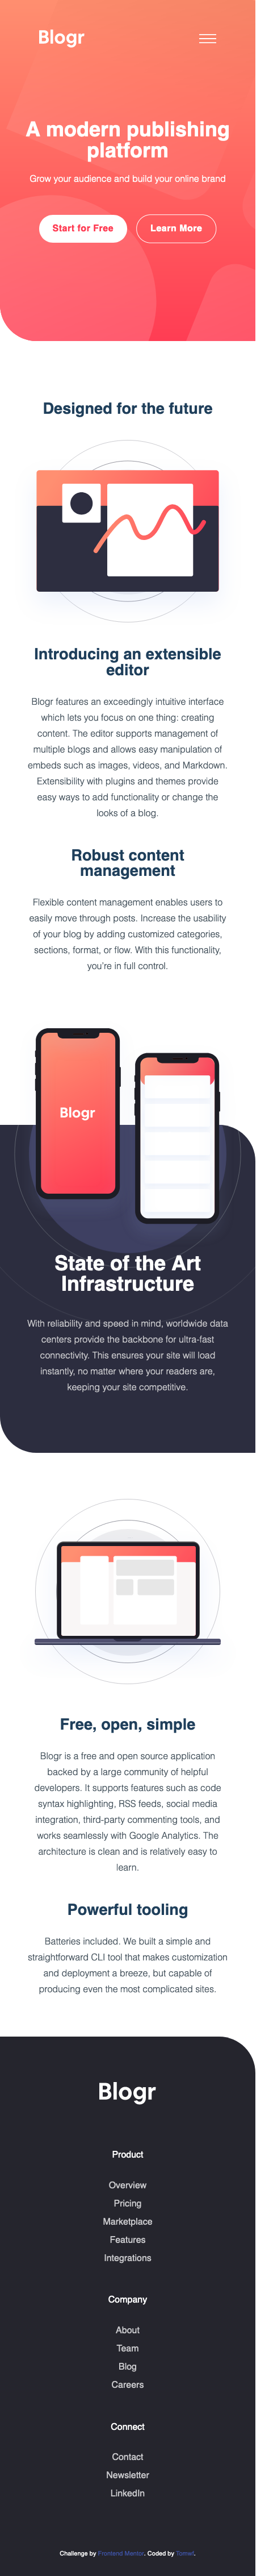 Blogr
A modern publishing
platform
Grow your audience and build your online brand
Start for Free
Learn More
Designed for the future
Introducing an extensible
editor
Blogr features an exceedingly intuitive interface
which lets you focus on one thing: creating
content. The editor supports management of
multiple blogs and allows easy manipulation of
embeds such as images, videos, and Markdown.
Extensibility with plugins and themes provide
easy ways to add functionality or change the
looks of a blog.
Robust content
management
Flexible content management enables users to
easily move through posts. Increase the usability
of your blog by adding customized categories,
sections, format, or flow. With this functionality,
you're in full control.
Blogr
State of the Art
Infrastructure
With reliability and speed in mind, worldwide data
centers provide the backbone for ultra-fast
connectivity. This ensures your site will load
instantly, no matter where your readers are,
keeping your site competitive.
Free, open, simple
Blogr is a free and open source application
backed by a large community of helpful
developers. It supports features such as code
syntax highlighting, RSS feeds, social media
integration, third-party commenting tools, and
works seamlessly with Google Analytics. The
architecture is clean and is relatively easy to
learn.
Powerful tooling
Batteries included. We built a simple and
straightforward CLI tool that makes customization
and deployment a breeze, but capable of
producing even the most complicated sites.
Blogr
Product
Overview
Pricing
Marketplace
Features
Integrations
Company
About
Team
Blog
Careers
Connect
Contact
Newsletter
LinkedIn
Challenge by Frontend Mentor. Coded by